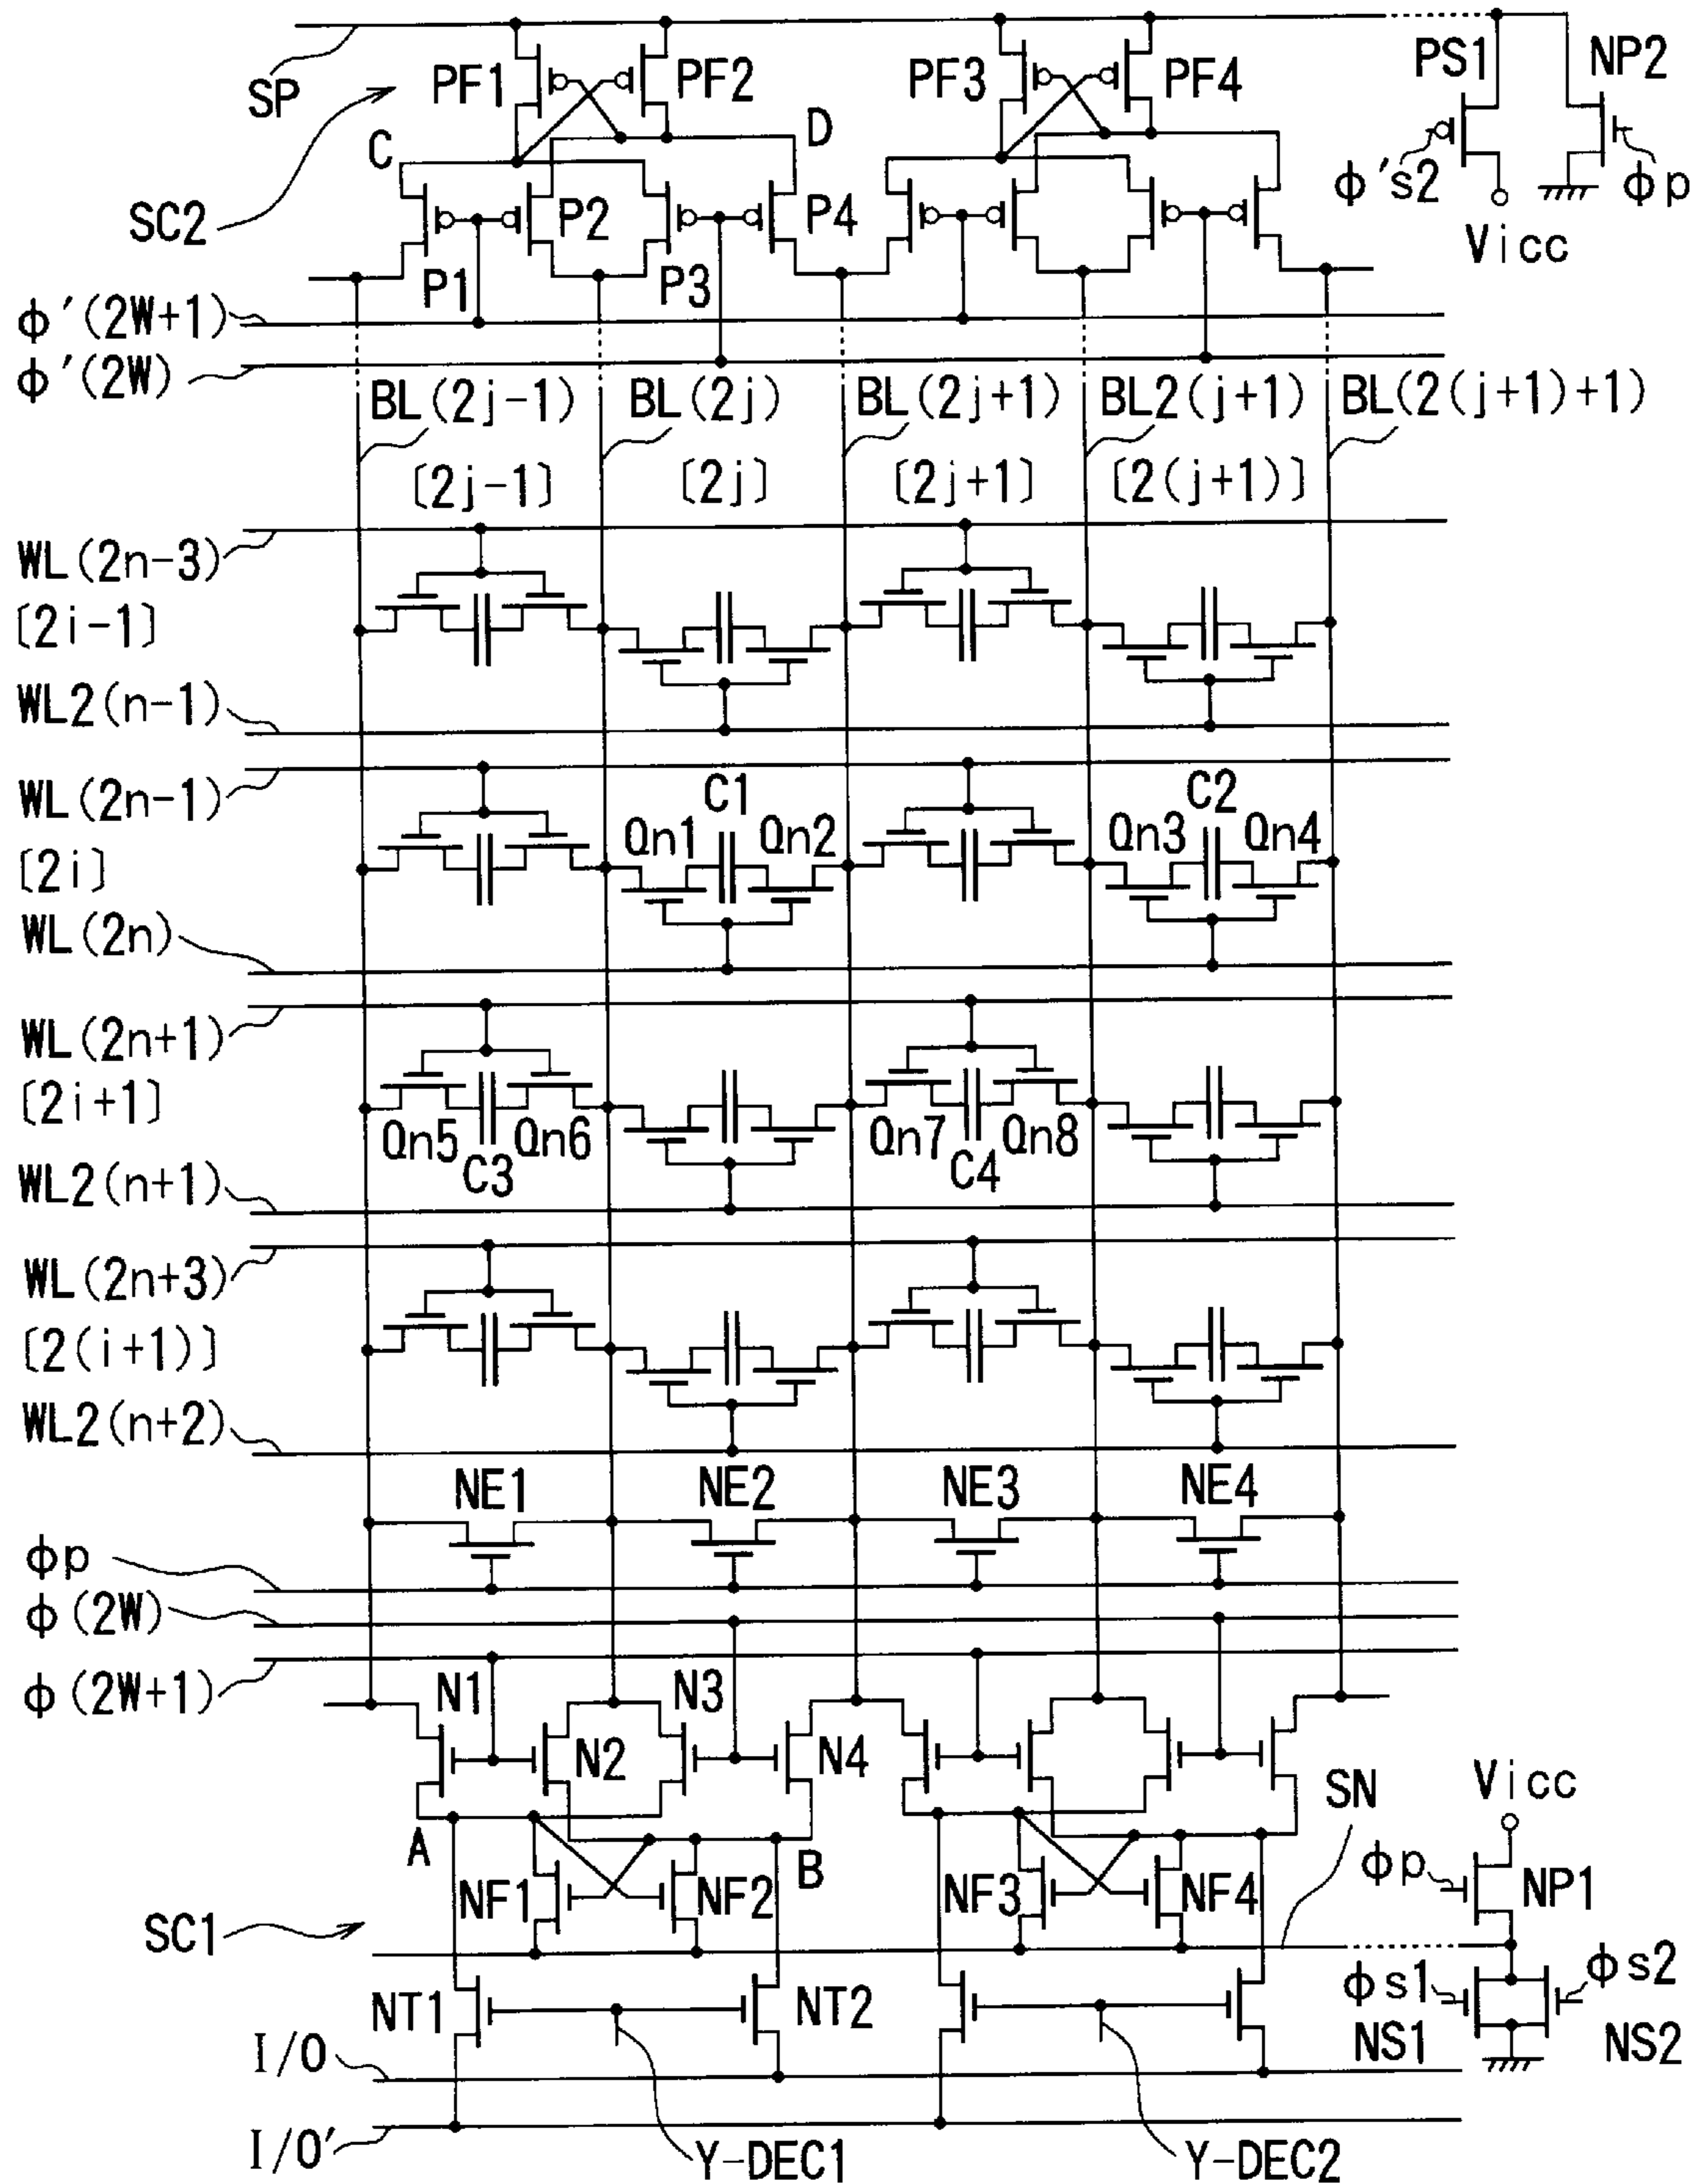 PS1 NP2
PF1 PF2 PF3 PF4
SP
C D
SC2 P2 P4 ϕ's2 ϕp
P1 P3 Vicc
ϕ'(2W+1)
ϕ'(2W)
BL(2j-1) BL(2j) BL(2j+1) BL2(j+1) BL(2(j+1)+1)
[2j-1] [2j] [2j+1] [2(j+1)]
WL(2n-3)
[2i-1]
WL2(n-1)
WL(2n-1) C1 C2
Qn1 Qn2 Qn3 Qn4
[2i]
WL(2n)
WL(2n+1)
[2i+1]
Qn5 Qn6 Qn7 Qn8
C3 C4
WL2(n+1)
WL(2n+3)
[2(i+1)]
WL2(n+2)
NE1 NE2 NE3 NE4
ϕp
ϕ(2W)
ϕ(2W+1) N1 N3
N2 N4
SN Vicc
A B
ϕp NP1
NF1 NF2 NF3 NF4
SC1
ϕs1 ϕs2
NT1 NT2
NS1 NS2
I/O
I/O' Y-DEC1 Y-DEC2